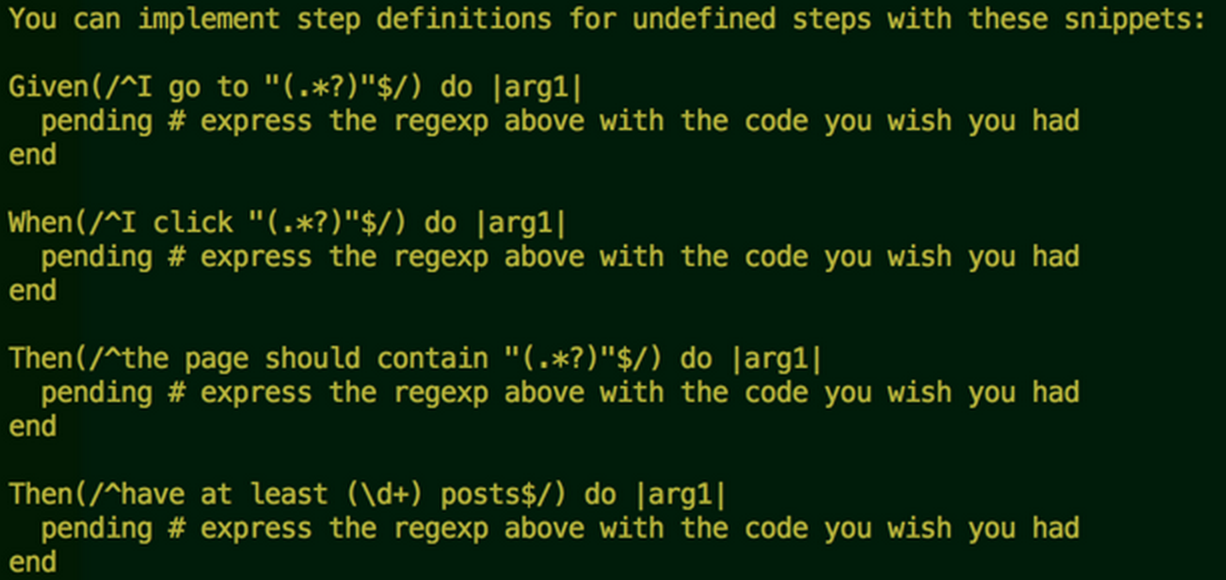 You can implement step definitions for undefined steps with these snippets:
Given(/^I go to "(.*?)"$/) do |arg1|
  pending # express the regexp above with the code you wish you had
end
When(/^I click "(.*?)"$/) do |arg1|
  pending # express the regexp above with the code you wish you had
end
Then(/^the page should contain "(.*?)"$/) do |arg1|
  pending # express the regexp above with the code you wish you had
end
Then(/^have at least (\d+) posts$/) do |arg1|
  pending # express the regexp above with the code you wish you had
end